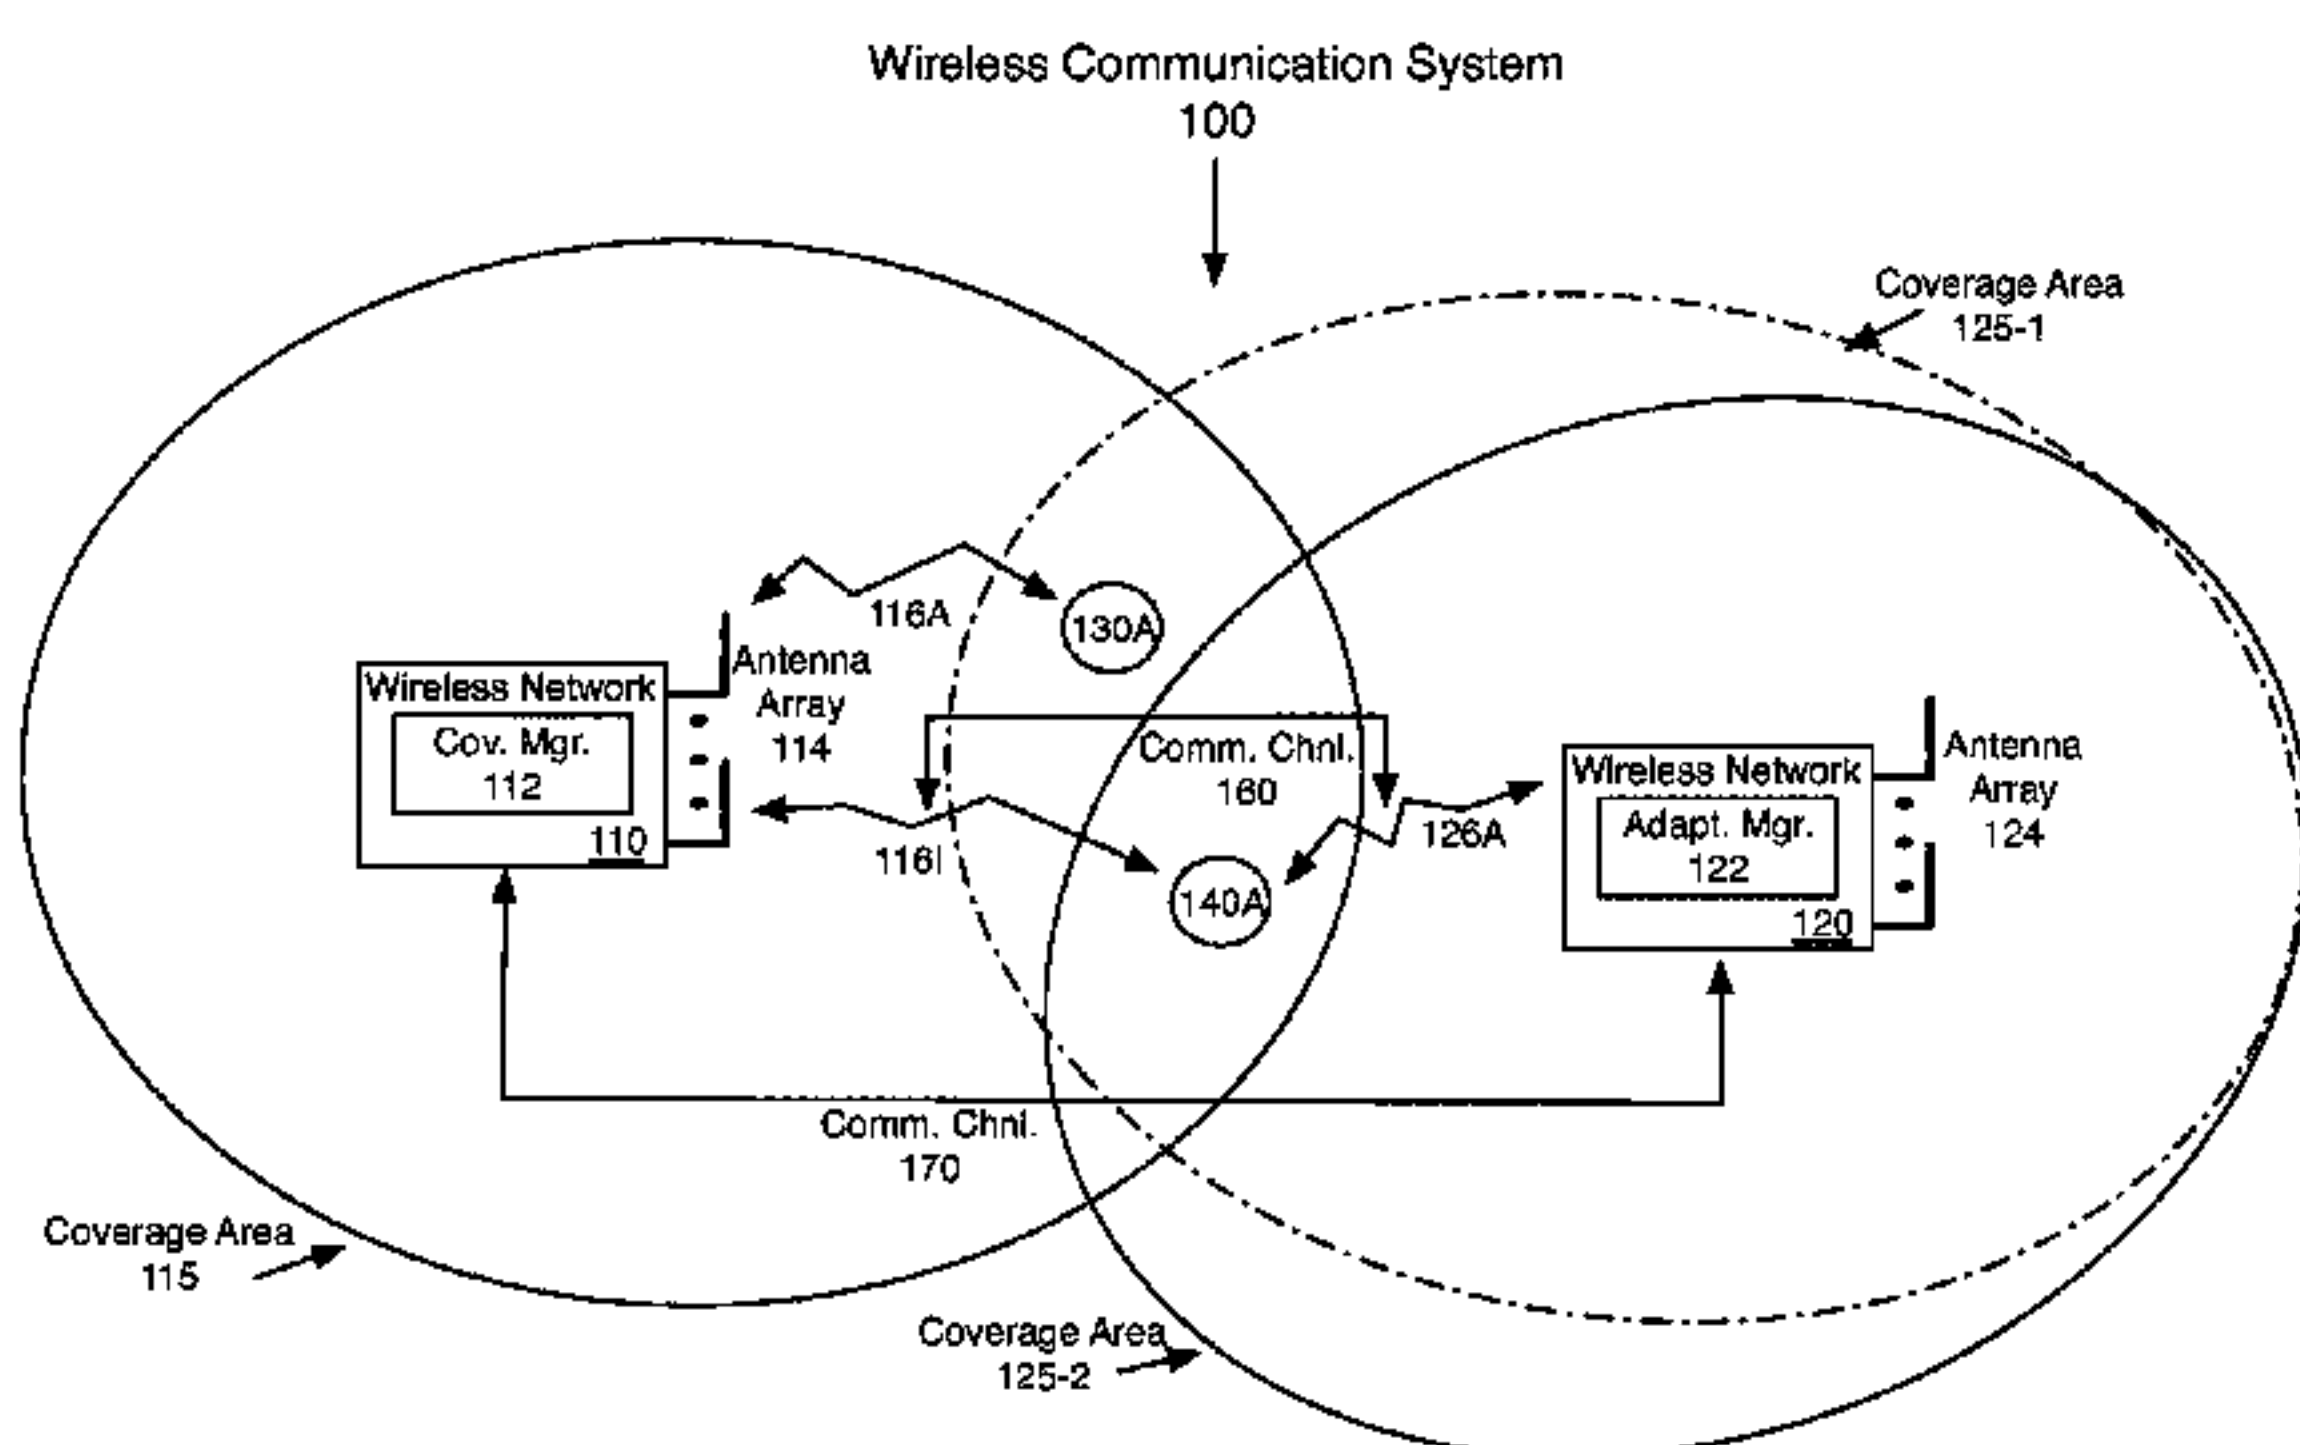 Wireless Communication System
100
Coverage Area
125-1
116A
130A
Antenna
Array
114
Wireless Network
Cov. Mgr.
112
110
Comm. Chnl.
160
116I
140A
126A
Wireless Network
Adapt. Mgr.
122
120
Antenna
Array
124
Comm. Chnl.
170
Coverage Area
115
Coverage Area
125-2